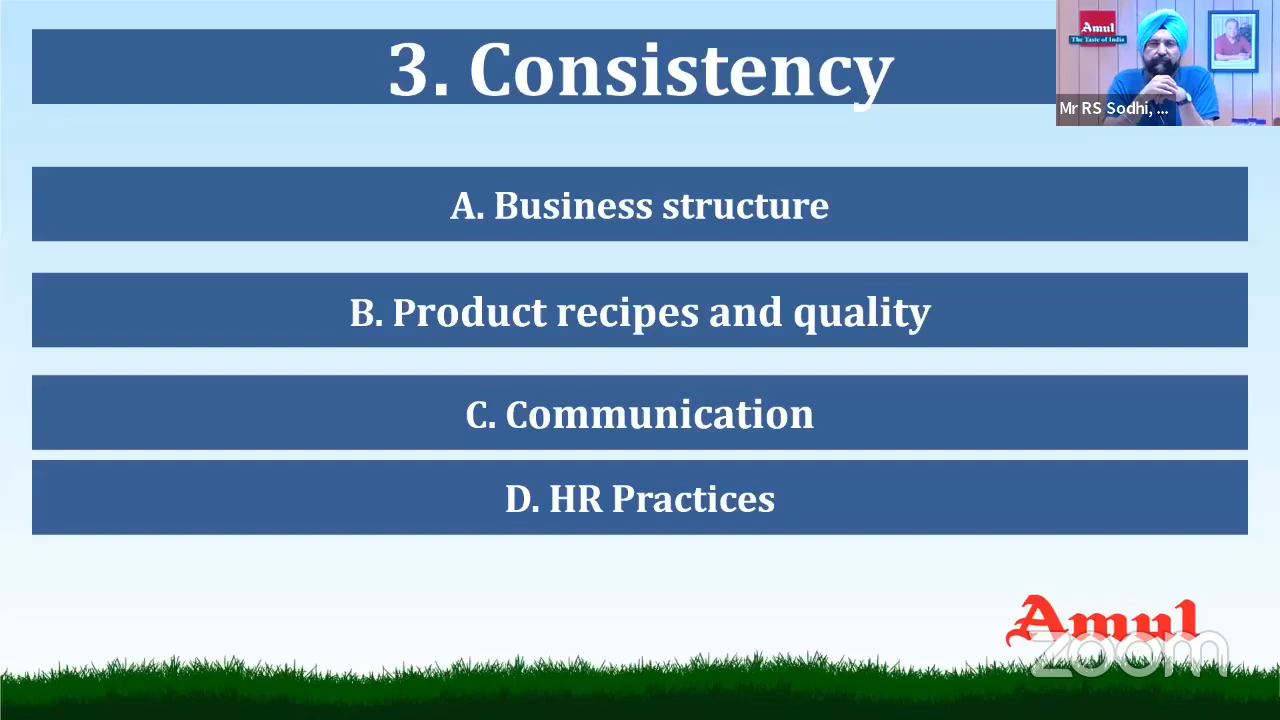 3. Consistency
Amul
The Taste of India
Mr RS Sodhi, ...
A. Business structure
B. Product recipes and quality
C. Communication
D. HR Practices
Amul
zoom